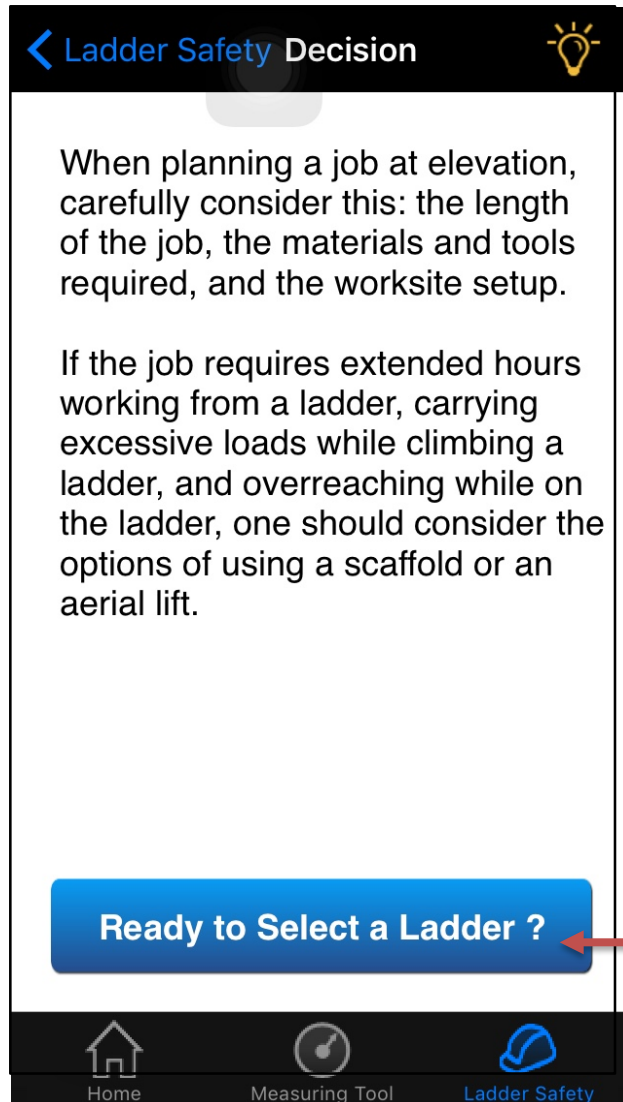 Ladder Safety Decision
When planning a job at elevation,
carefully consider this: the length
of the job, the materials and tools
required, and the worksite setup.
If the job requires extended hours
working from a ladder, carrying
excessive loads while climbing a
ladder, and overreaching while on
the ladder, one should consider the
options of using a scaffold or an
aerial lift.
Ready to Select a Ladder ?
Home Measuring Tool Ladder Safety